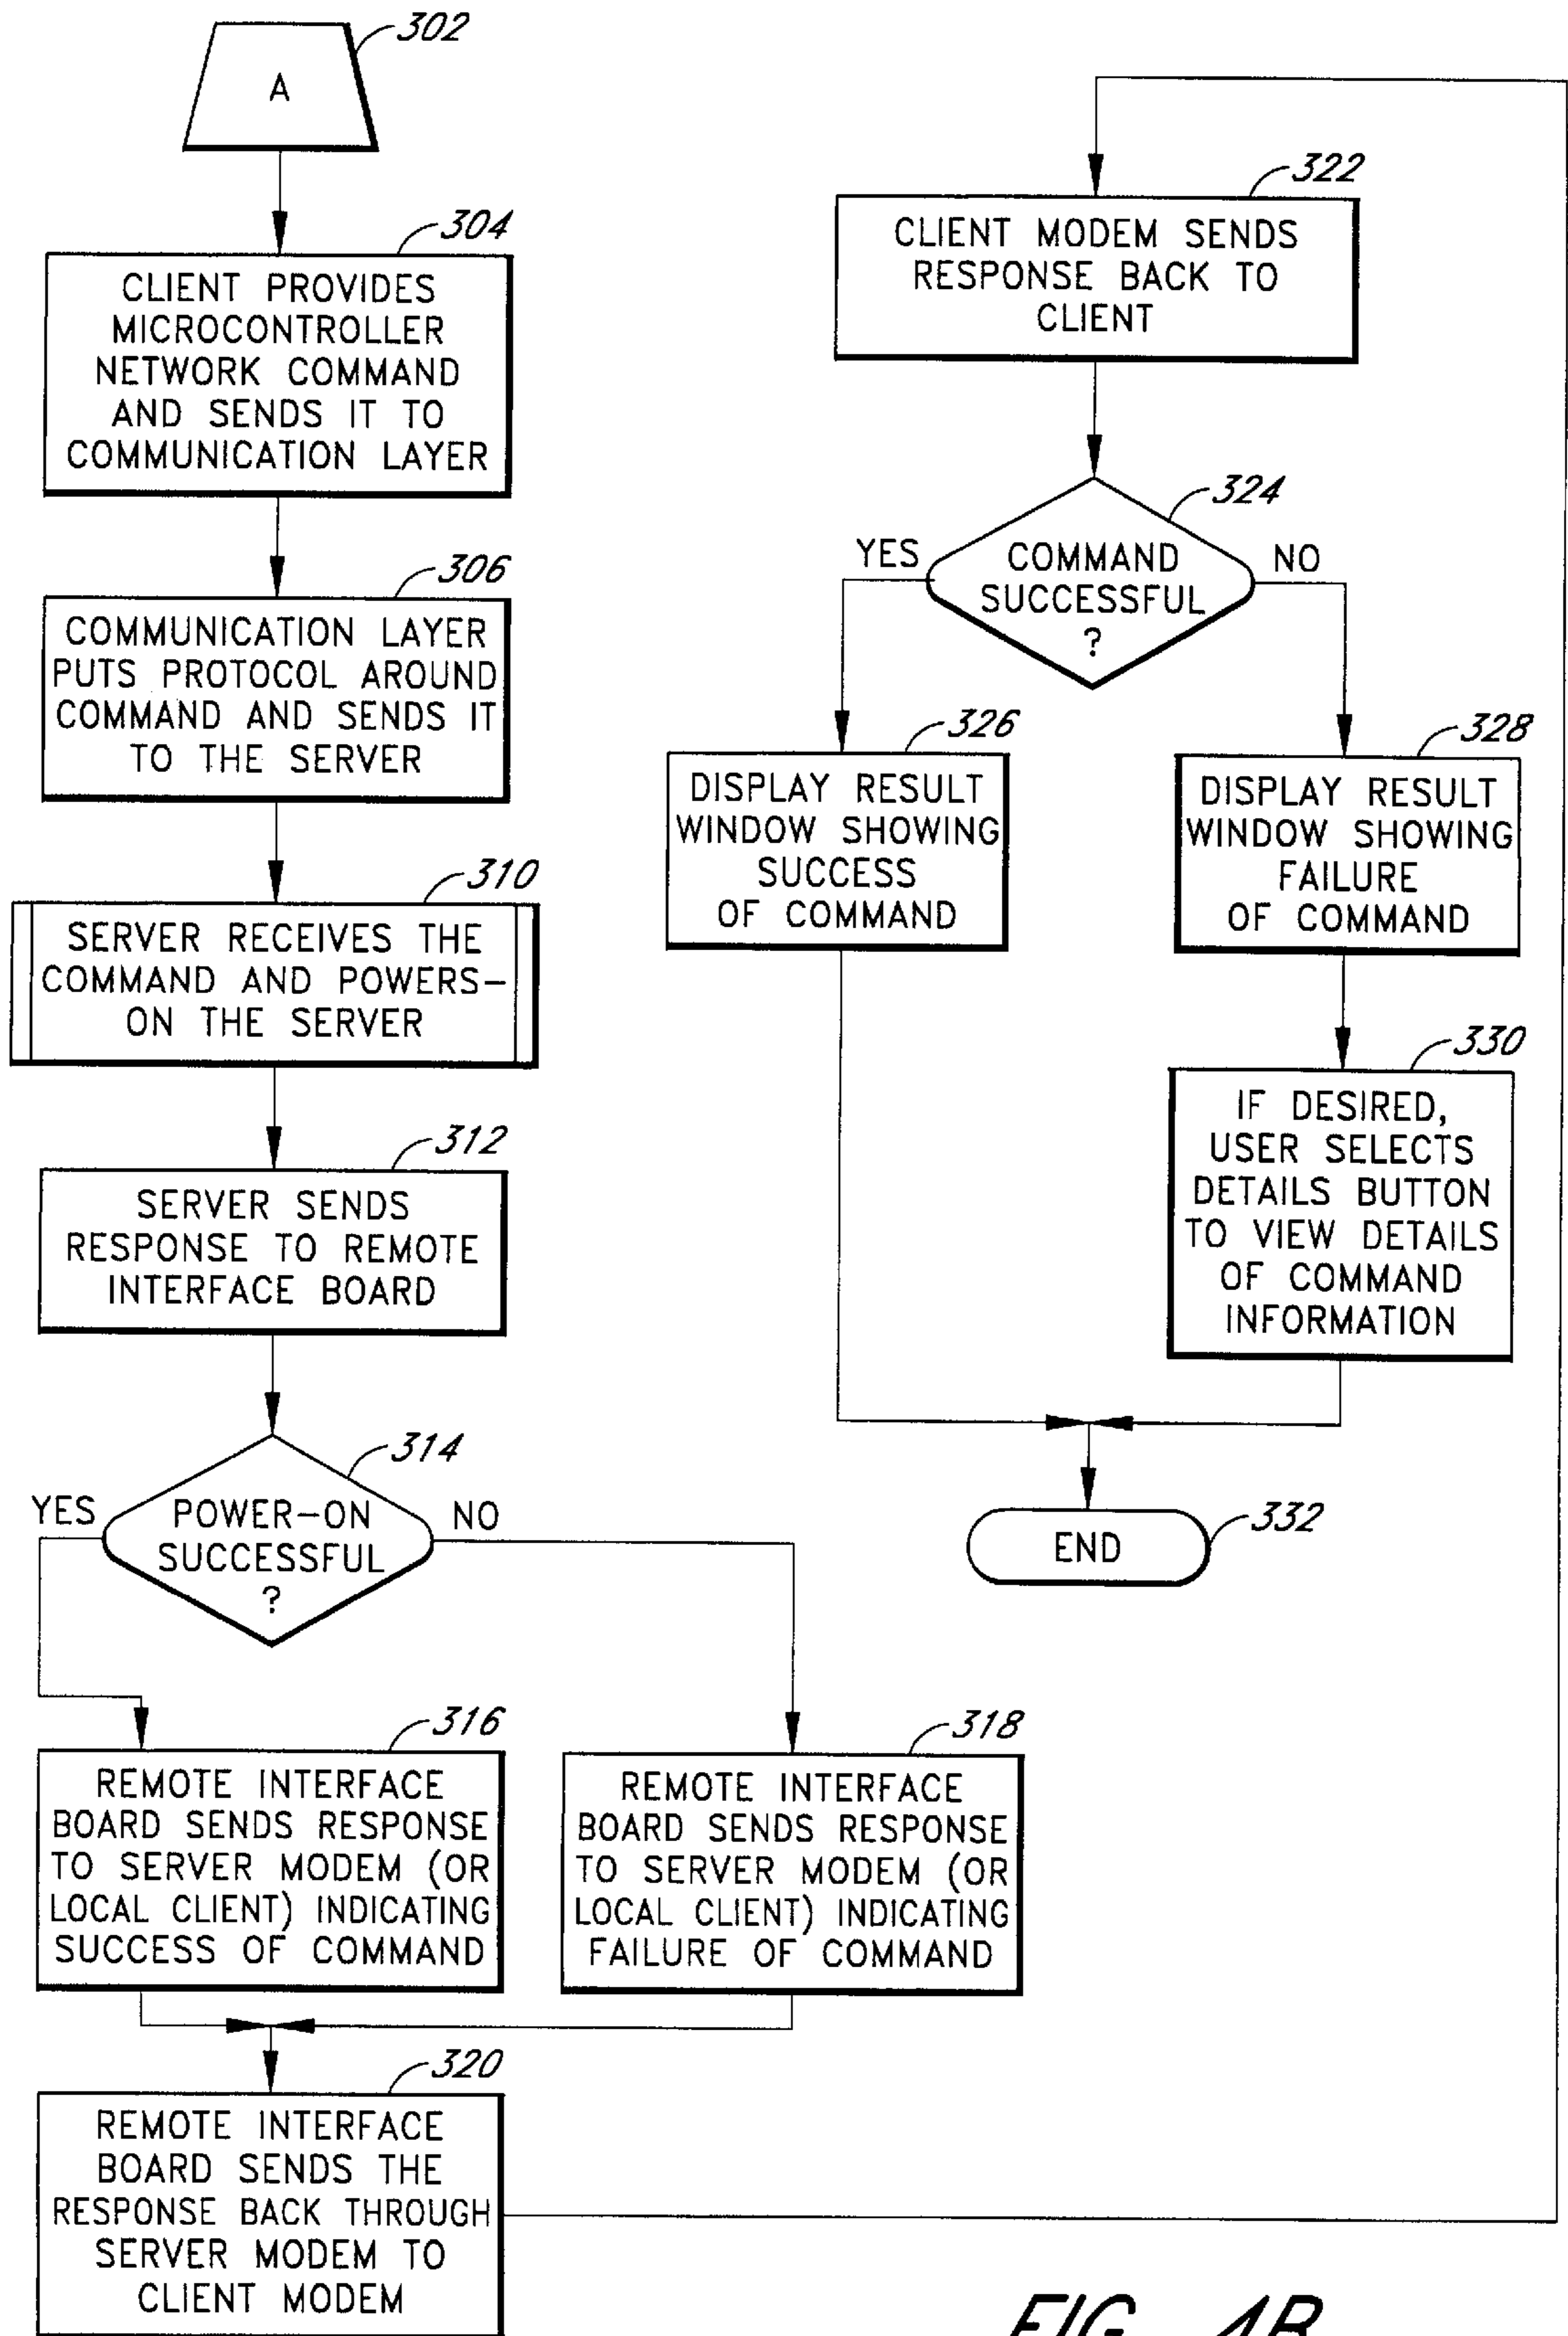 302
A
304
CLIENT PROVIDES
MICROCONTROLLER
NETWORK COMMAND
AND SENDS IT TO
COMMUNICATION LAYER
306
COMMUNICATION LAYER
PUTS PROTOCOL AROUND
COMMAND AND SENDS IT
TO THE SERVER
310
SERVER RECEIVES THE
COMMAND AND POWERS-
ON THE SERVER
312
SERVER SENDS
RESPONSE TO REMOTE
INTERFACE BOARD
314
YES
POWER-ON
SUCCESSFUL
?
NO
316
REMOTE INTERFACE
BOARD SENDS RESPONSE
TO SERVER MODEM (OR
LOCAL CLIENT) INDICATING
SUCCESS OF COMMAND
318
REMOTE INTERFACE
BOARD SENDS RESPONSE
TO SERVER MODEM (OR
LOCAL CLIENT) INDICATING
FAILURE OF COMMAND
320
REMOTE INTERFACE
BOARD SENDS THE
RESPONSE BACK THROUGH
SERVER MODEM TO
CLIENT MODEM
322
CLIENT MODEM SENDS
RESPONSE BACK TO
CLIENT
324
YES
COMMAND
SUCCESSFUL
?
NO
326
DISPLAY RESULT
WINDOW SHOWING
SUCCESS
OF COMMAND
328
DISPLAY RESULT
WINDOW SHOWING
FAILURE
OF COMMAND
330
IF DESIRED,
USER SELECTS
DETAILS BUTTON
TO VIEW DETAILS
OF COMMAND
INFORMATION
END
332
FIG. 4B